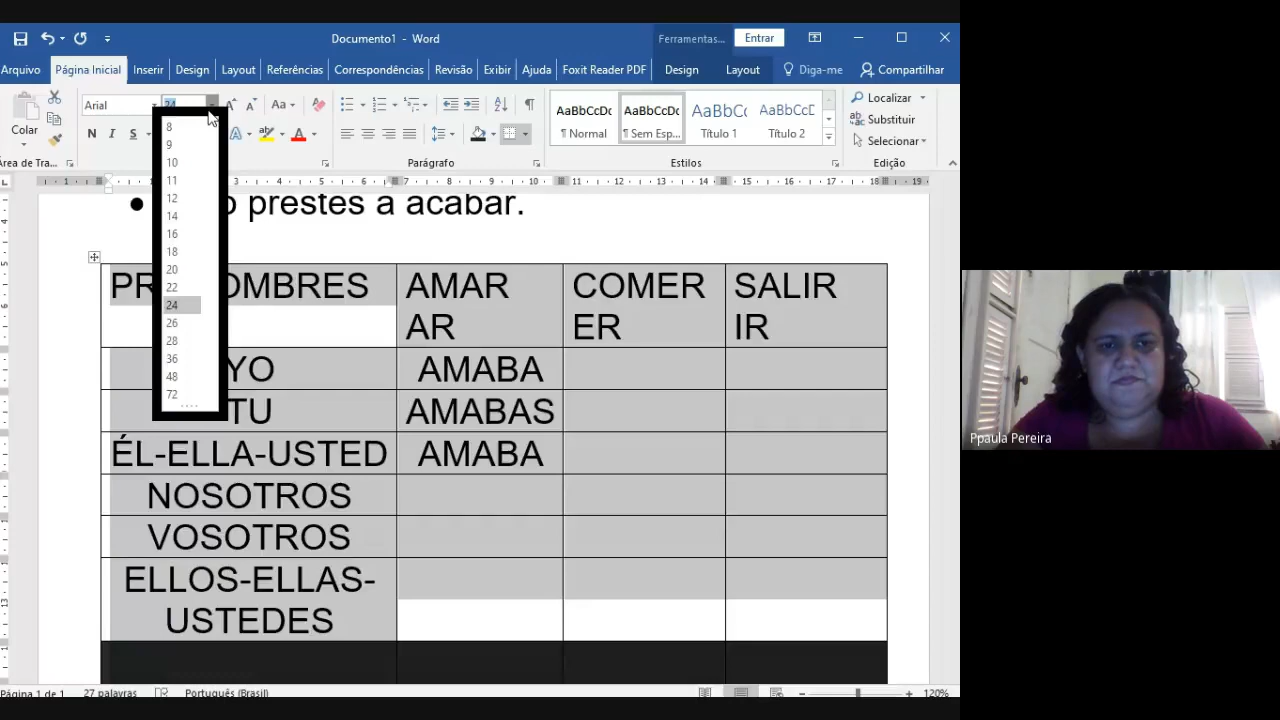 Documento1 - Word
Ferramentas...
Entrar
Arquivo
Página Inicial
Inserir
Design
Layout
Referências
Correspondências
Revisão
Exibir
Ajuda
Foxit Reader PDF
Design
Layout
Diga-me
Compartilhar
Arial
24
Aa
Localizar
Substituir
Selecionar
Colar
N I S
AaBbCcDc
¶ Normal
AaBbCcDc
¶ Sem Esp...
AaBbCc
Título 1
AaBbCcD
Título 2
Parágrafo
Estilos
Edição
8
9
10
11
12
14
16
18
20
22
24
26
28
36
48
72
prestes a acabar.
AMAR
AR
COMER
ER
SALIR
IR
YO
AMABA
TU
AMABAS
ÉL-ELLA-USTED
AMABA
NOSOTROS
VOSOTROS
ELLOS-ELLAS-
USTEDES
Ppaula Pereira
Página 1 de 1
27 palavras
Português (Brasil)
120%